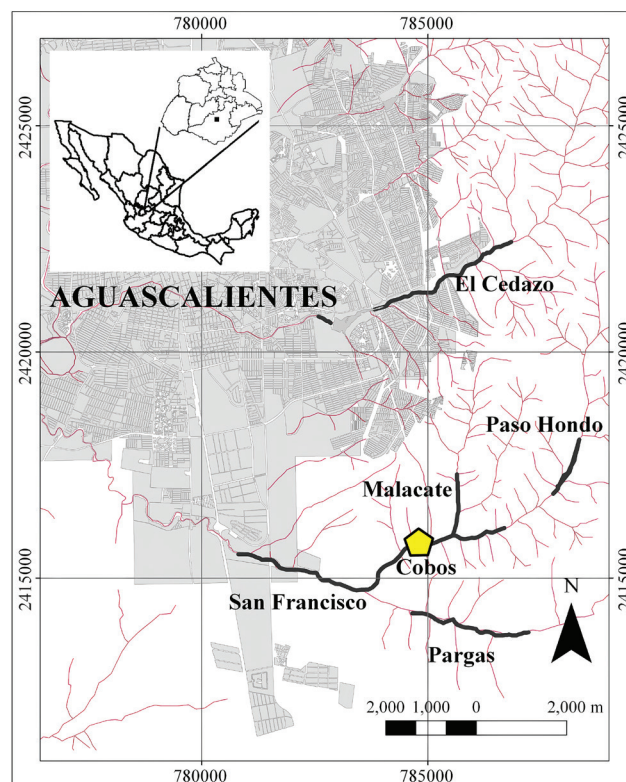 780000 785000
2425000 2425000
AGUASCALIENTES
El Cedazo
2420000 2420000
Paso Hondo
Malacate
Cobos
2415000 2415000
San Francisco
N
Pargas
2,000 1,000 0 2,000 m
780000 785000